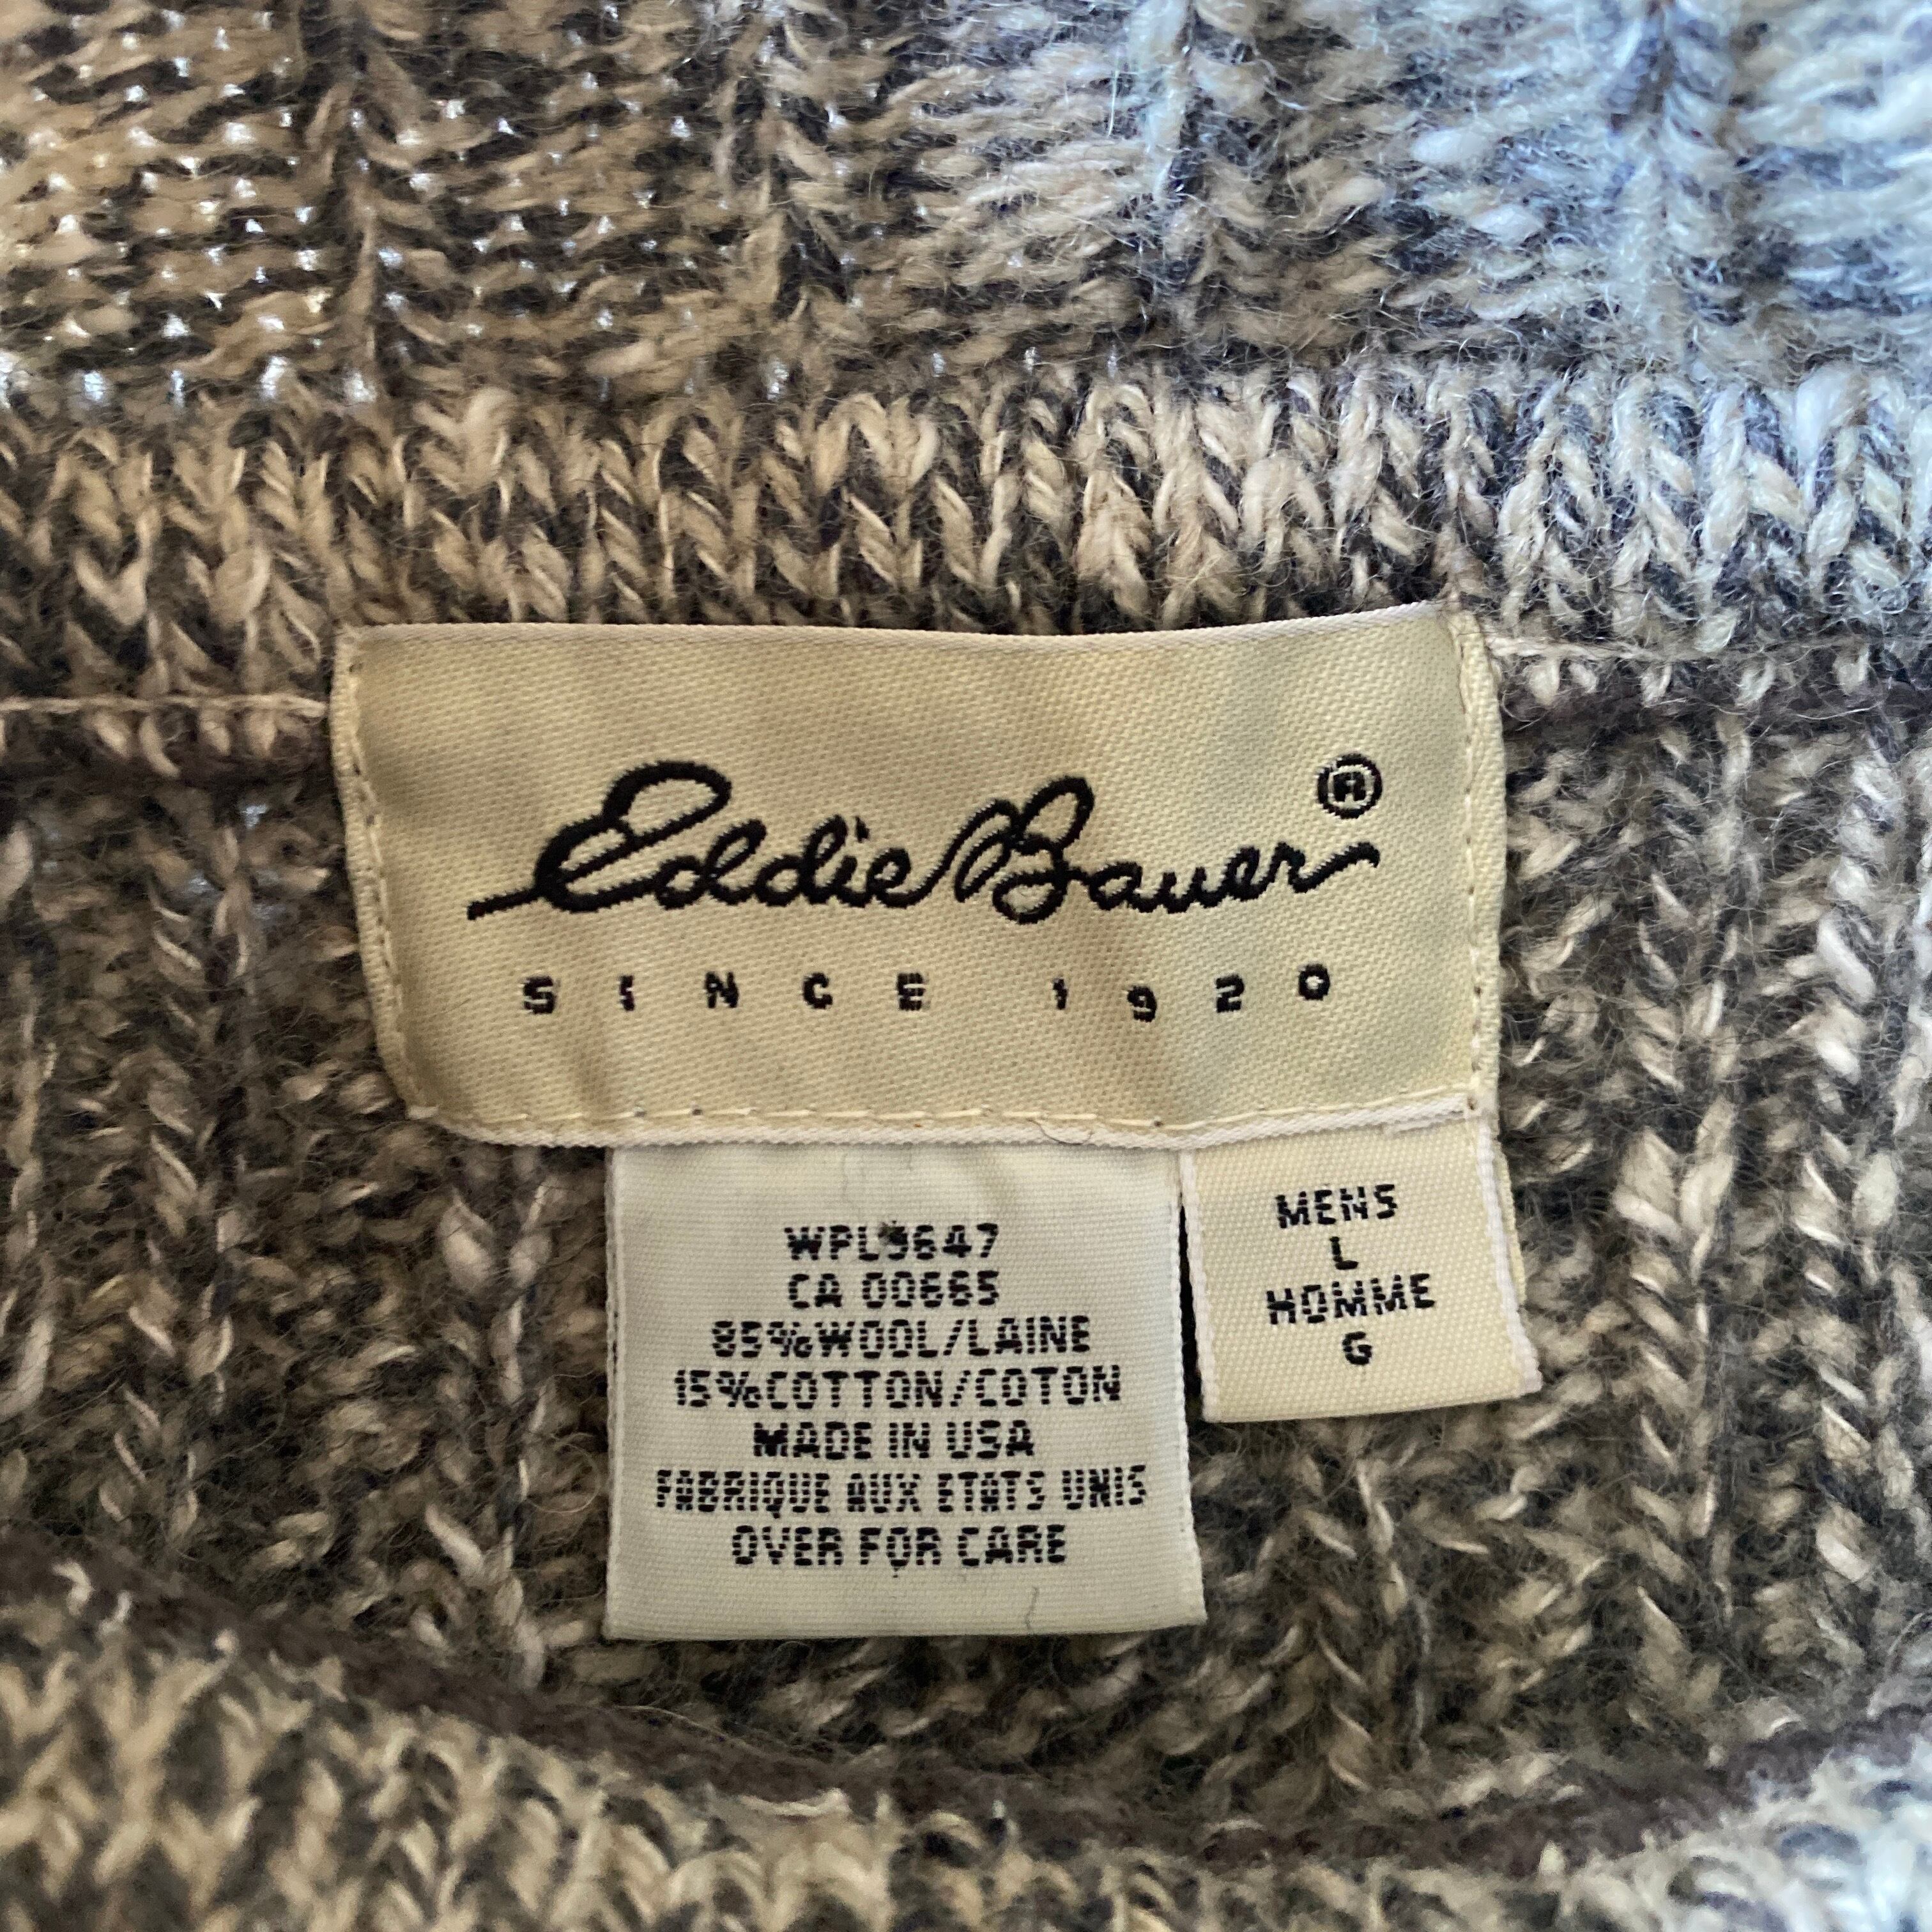 Eddie Bauer ®
SINCE 1920
WPL9647
CA 00665
85%WOOL/LAINE
15%COTTON/COTON
MADE IN USA
FABRIQUE AUX ETATS UNIS
OVER FOR CARE
MENS
L
HOMME
G